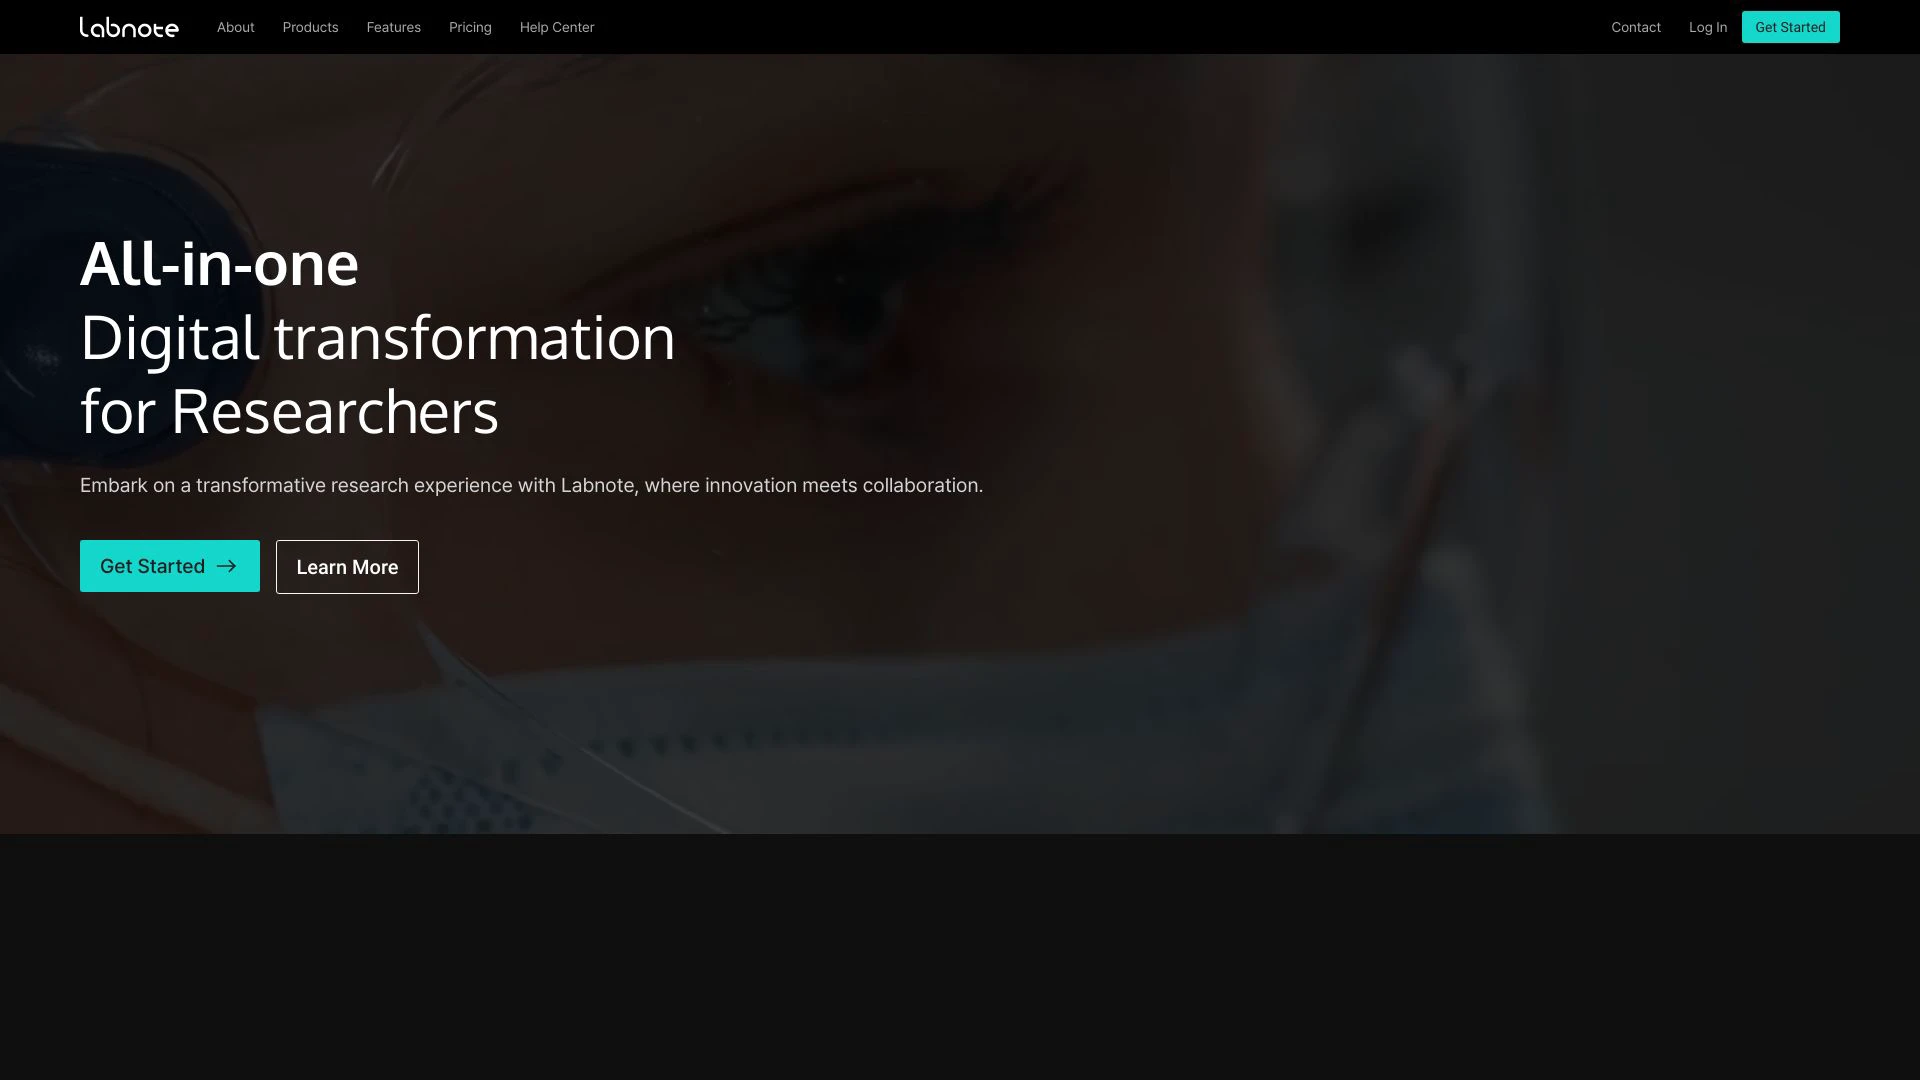 labnote
About
Products
Features
Pricing
Help Center
Contact
Log In
Get Started
All-in-one
Digital transformation
for Researchers
Embark on a transformative research experience with Labnote, where innovation meets collaboration.
Get Started
Learn More